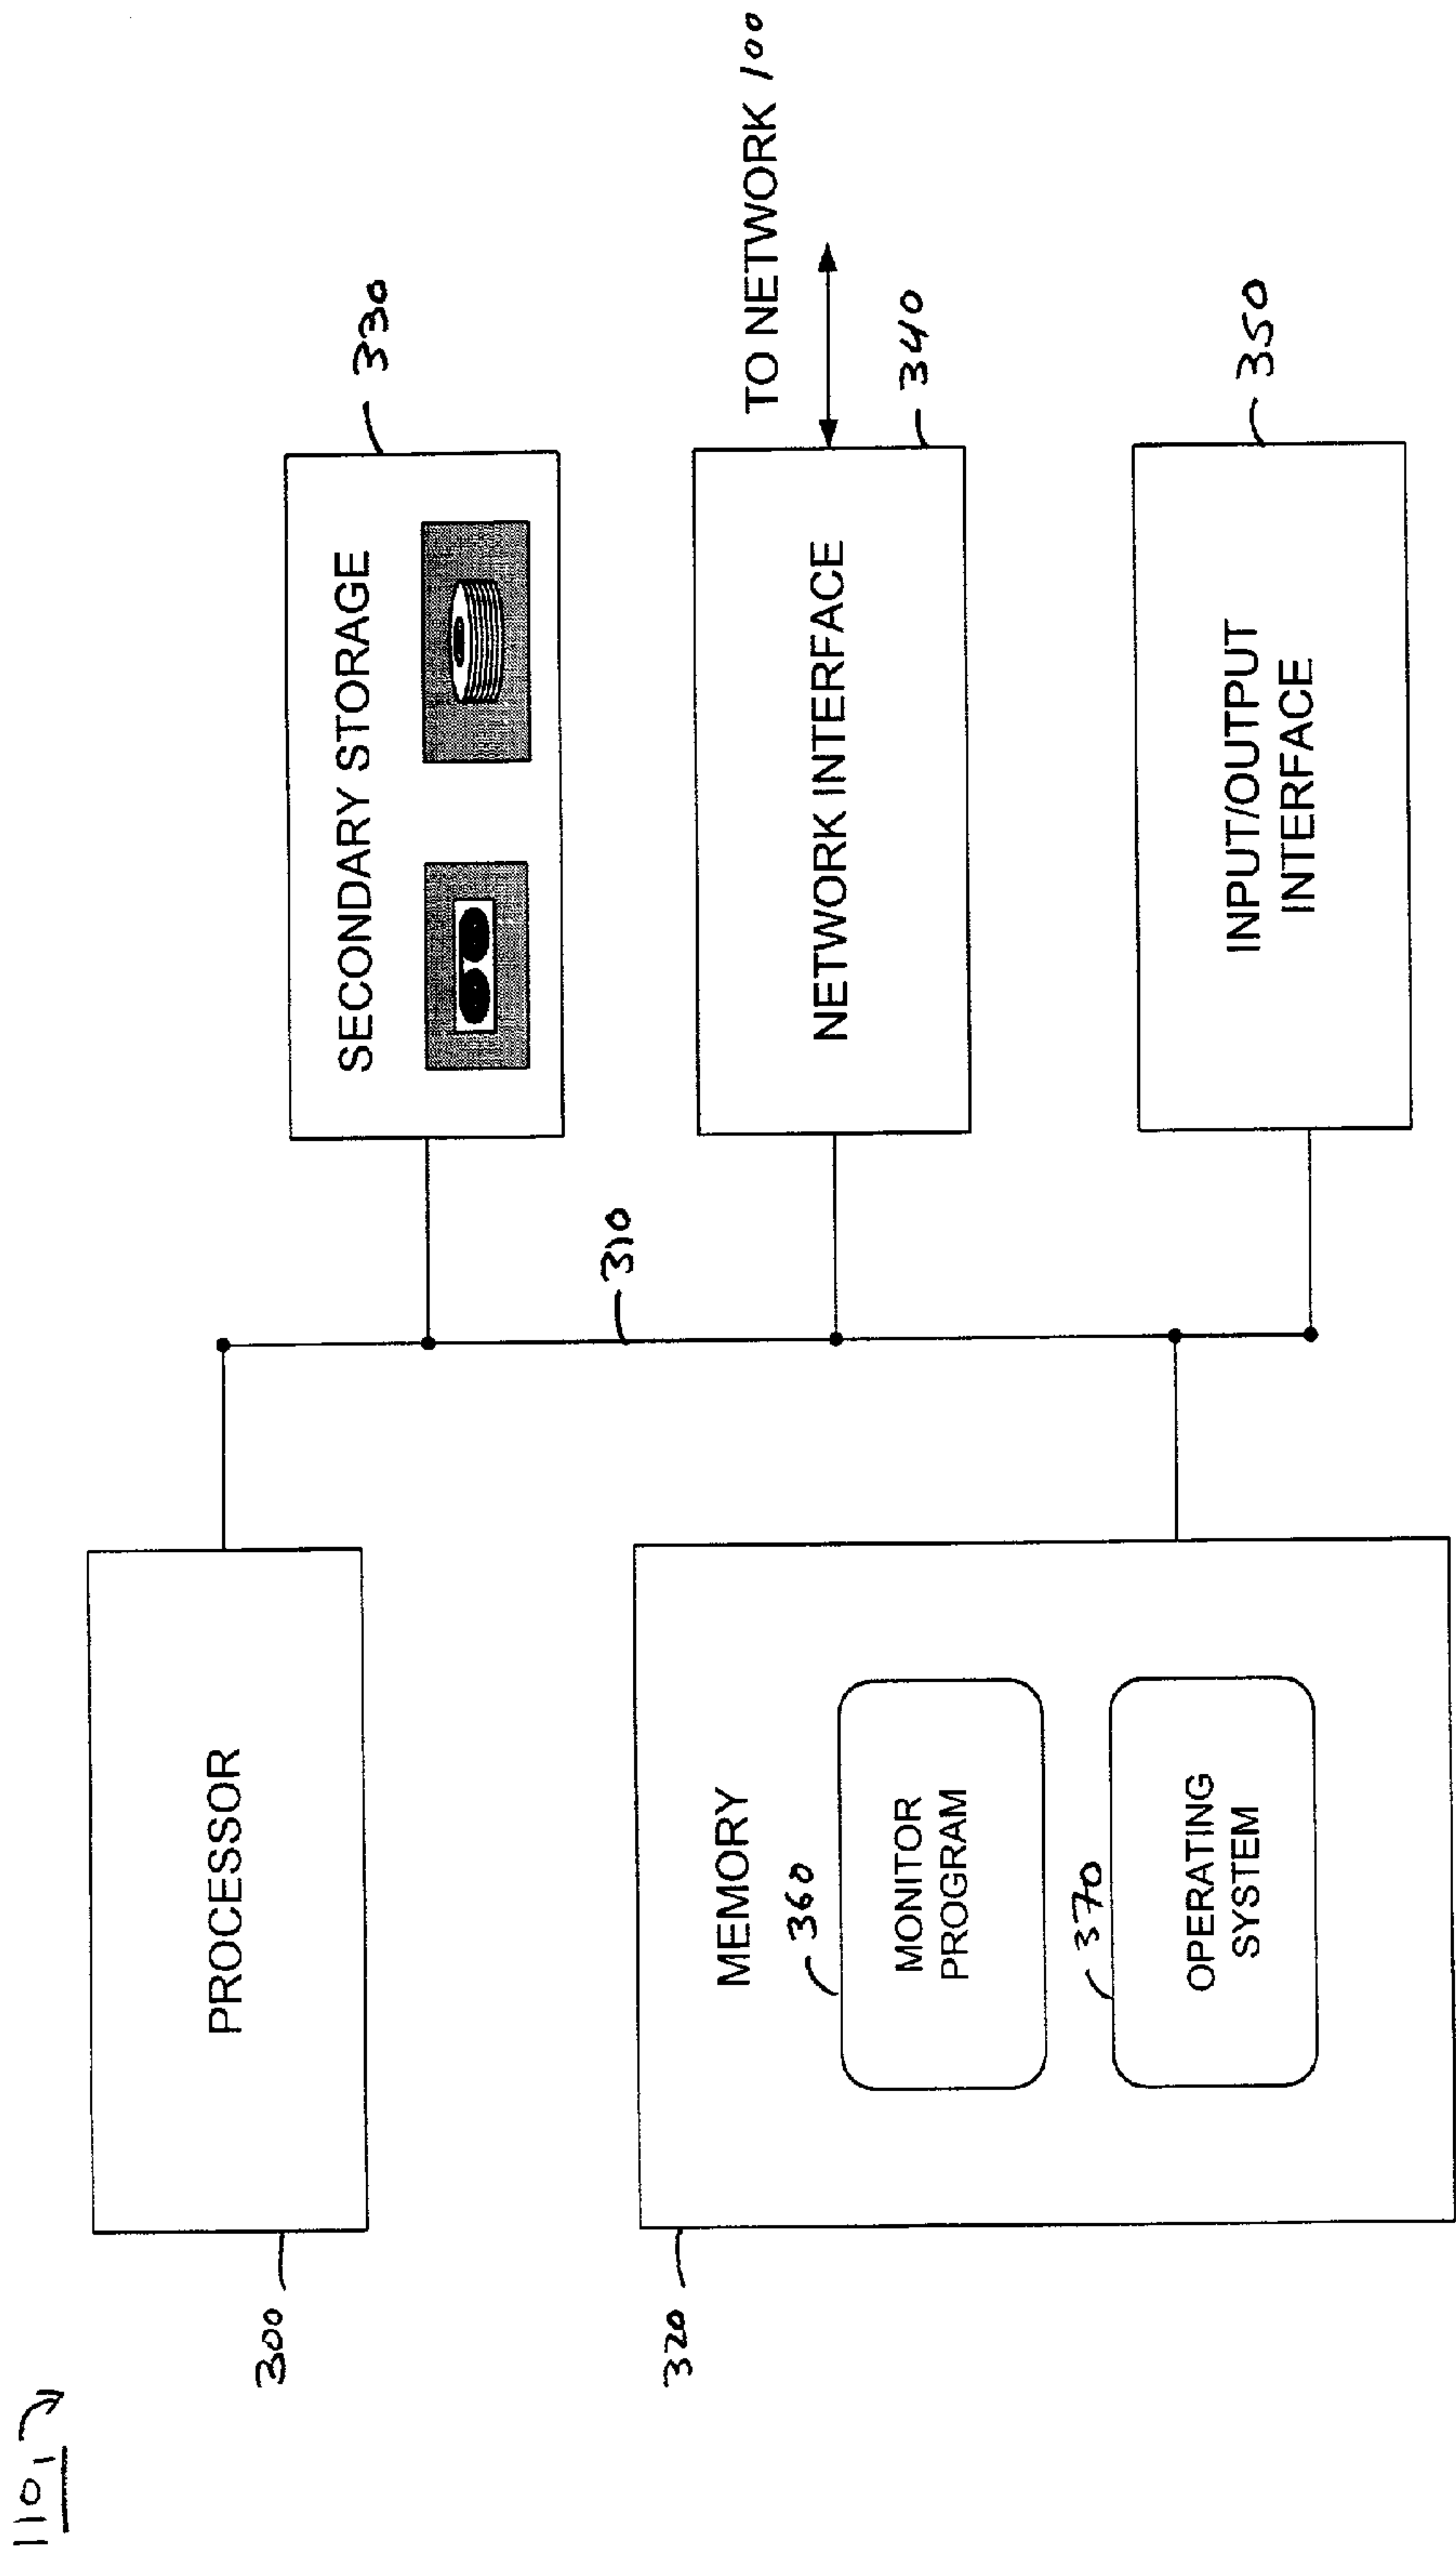 110₁
PROCESSOR
300
SECONDARY STORAGE
330
310
TO NETWORK 100
NETWORK INTERFACE
340
MEMORY
320
360
MONITOR
PROGRAM
370
OPERATING
SYSTEM
INPUT/OUTPUT
INTERFACE
350